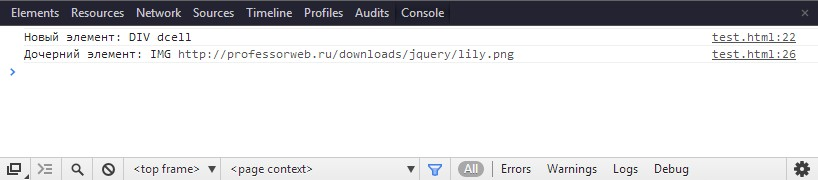 Elements Resources Network Sources Timeline Profiles Audits Console ×
Новый элемент: DIV dcell test.html:22
Дочерний элемент: IMG http://professorweb.ru/downloads/jquery/lily.png test.html:26
>
<top frame> ▼ <page context> ▼ All Errors Warnings Logs Debug